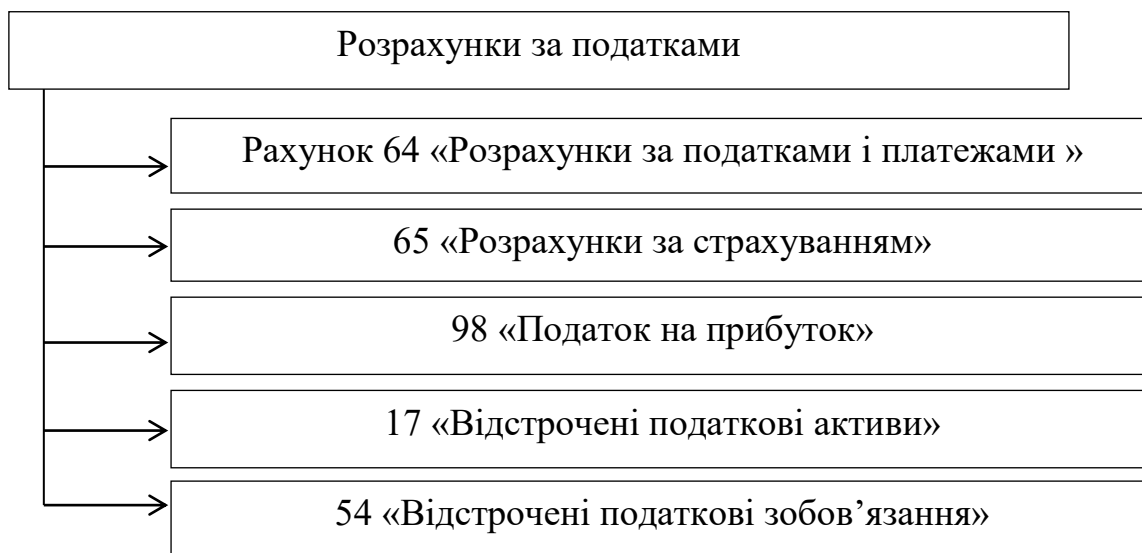 Розрахунки за податками
Рахунок 64 «Розрахунки за податками і платежами »
65 «Розрахунки за страхуванням»
98 «Податок на прибуток»
17 «Відстрочені податкові активи»
54 «Відстрочені податкові зобов’язання»